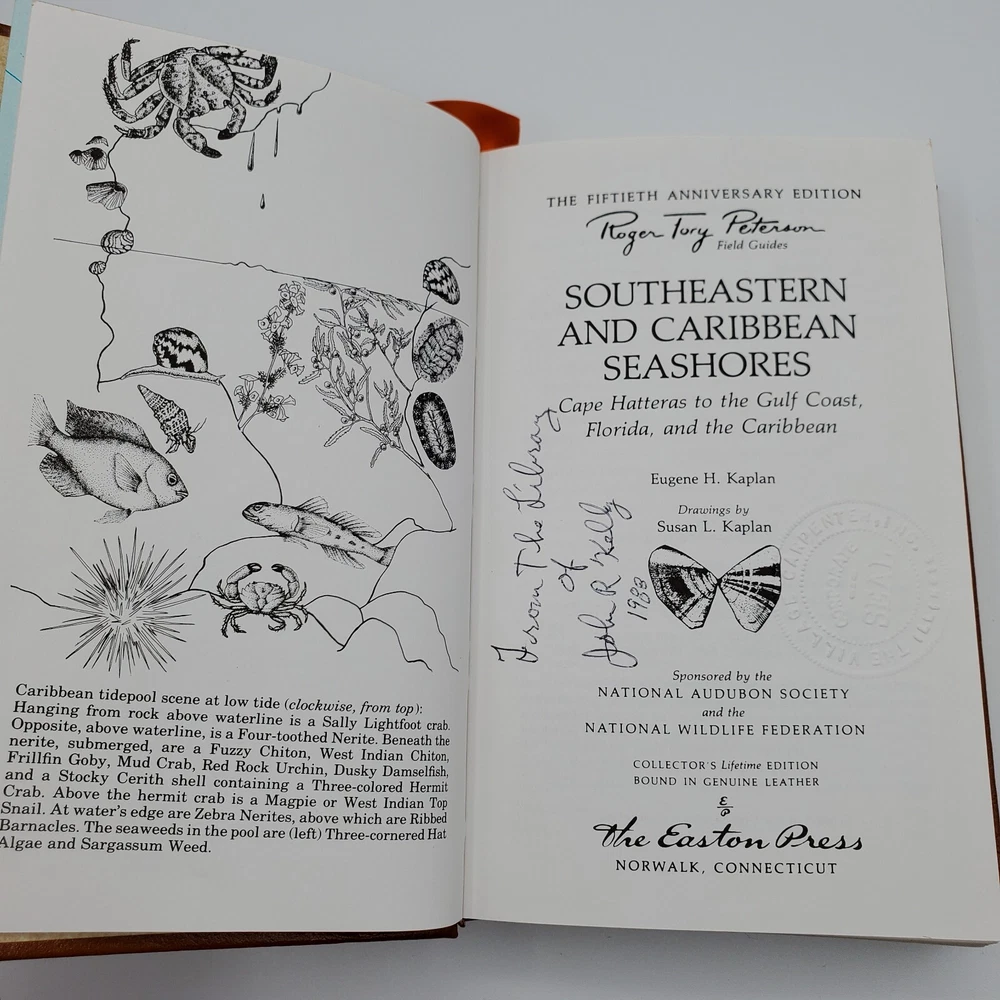 Caribbean tidepool scene at low tide (clockwise, from top):
Hanging from rock above waterline is a Sally Lightfoot crab.
Opposite, above waterline, is a Four-toothed Nerite. Beneath the
nerite, submerged, are a Fuzzy Chiton, West Indian Chiton,
Frillfin Goby, Mud Crab, Red Rock Urchin, Dusky Damselfish,
and a Stocky Cerith shell containing a Three-colored Hermit
Crab. Above the hermit crab is a Magpie or West Indian Top
Snail. At water's edge are Zebra Nerites, above which are Ribbed
Barnacles. The seaweeds in the pool are (left) Three-cornered Hat
Algae and Sargassum Weed.
THE FIFTIETH ANNIVERSARY EDITION
Roger Tory Peterson
Field Guides
SOUTHEASTERN
AND CARIBBEAN
SEASHORES
Cape Hatteras to the Gulf Coast,
Florida, and the Caribbean
Eugene H. Kaplan
Drawings by
Susan L. Kaplan
From The Library
of
John R Kelly
1983
Sponsored by the
NATIONAL AUDUBON SOCIETY
and the
NATIONAL WILDLIFE FEDERATION
COLLECTOR'S Lifetime EDITION
BOUND IN GENUINE LEATHER
The Easton Press
NORWALK, CONNECTICUT